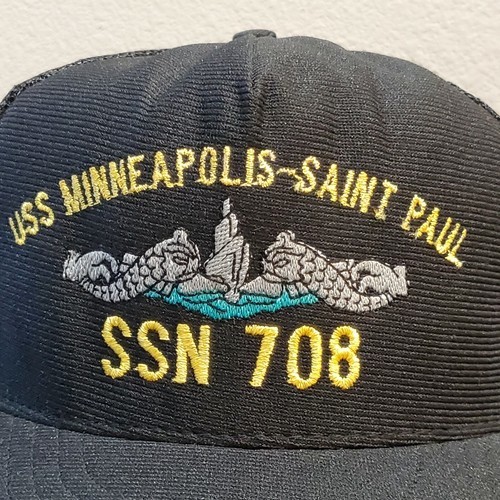 USS MINNEAPOLIS-SAINT PAUL
SSN 708